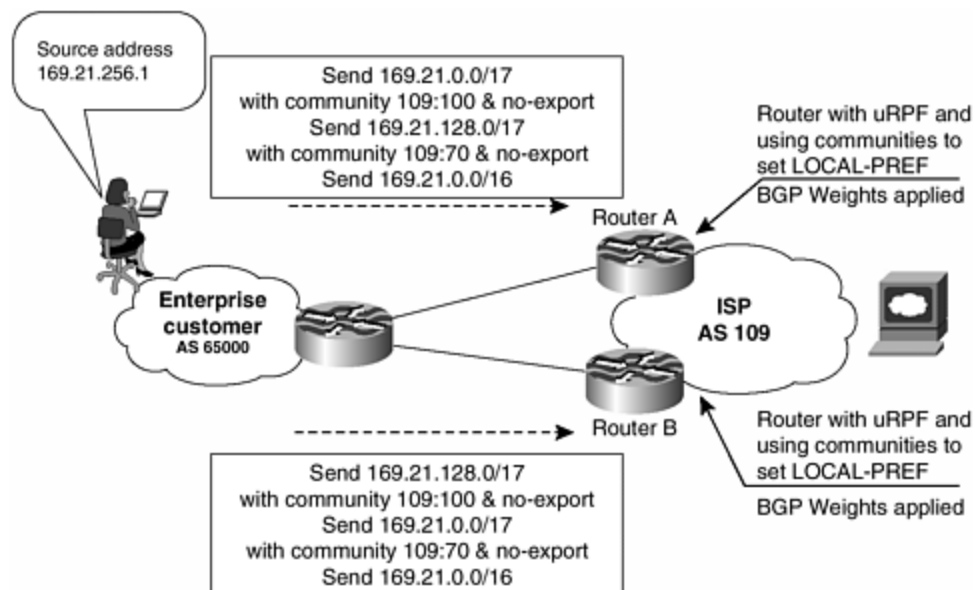 Source address
169.21.256.1
Send 169.21.0.0/17
with community 109:100 & no-export
Send 169.21.128.0/17
with community 109:70 & no-export
Send 169.21.0.0/16
Router with uRPF and
using communities to
set LOCAL-PREF
BGP Weights applied
Router A
Enterprise
customer
AS 65000
ISP
AS 109
Router B
Router with uRPF and
using communities to
set LOCAL-PREF
BGP Weights applied
Send 169.21.128.0/17
with community 109:100 & no-export
Send 169.21.0.0/17
with community 109:70 & no-export
Send 169.21.0.0/16